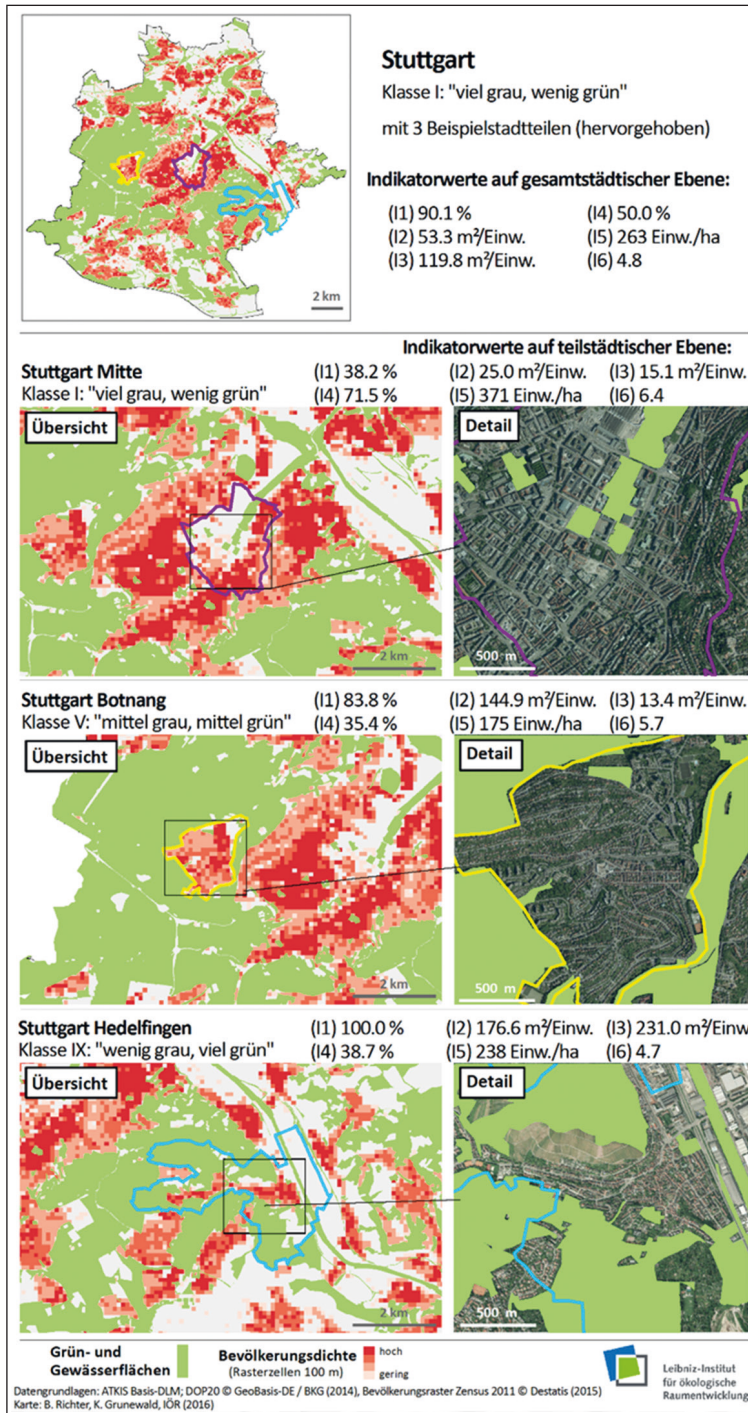 Stuttgart
Klasse I: "viel grau, wenig grün"
mit 3 Beispielstadtteilen (hervorgehoben)
Indikatorwerte auf gesamtstädtischer Ebene:
(I1) 90.1 % (I4) 50.0 %
(I2) 53.3 m²/Einw. (I5) 263 Einw./ha
(I3) 119.8 m²/Einw. (I6) 4.8
2 km
Indikatorwerte auf teilstädtischer Ebene:
Stuttgart Mitte (I1) 38.2 % (I2) 25.0 m²/Einw. (I3) 15.1 m²/Einw.
Klasse I: "viel grau, wenig grün" (I4) 71.5 % (I5) 371 Einw./ha (I6) 6.4
Übersicht Detail
2 km 500 m
Stuttgart Botnang (I1) 83.8 % (I2) 144.9 m²/Einw. (I3) 13.4 m²/Einw.
Klasse V: "mittel grau, mittel grün" (I4) 35.4 % (I5) 175 Einw./ha (I6) 5.7
Übersicht Detail
2 km 500 m
Stuttgart Hedelfingen (I1) 100.0 % (I2) 176.6 m²/Einw. (I3) 231.0 m²/Einw.
Klasse IX: "wenig grau, viel grün" (I4) 38.7 % (I5) 238 Einw./ha (I6) 4.7
Übersicht Detail
2 km 500 m
Grün- und
Gewässerflächen
Bevölkerungsdichte hoch
(Rasterzellen 100 m) gering
Leibniz-Institut
für ökologische
Raumentwicklung
Datengrundlagen: ATKIS Basis-DLM; DOP20 © GeoBasis-DE / BKG (2014), Bevölkerungsraster Zensus 2011 © Destatis (2015)
Karte: B. Richter, K. Grunewald, IÖR (2016)